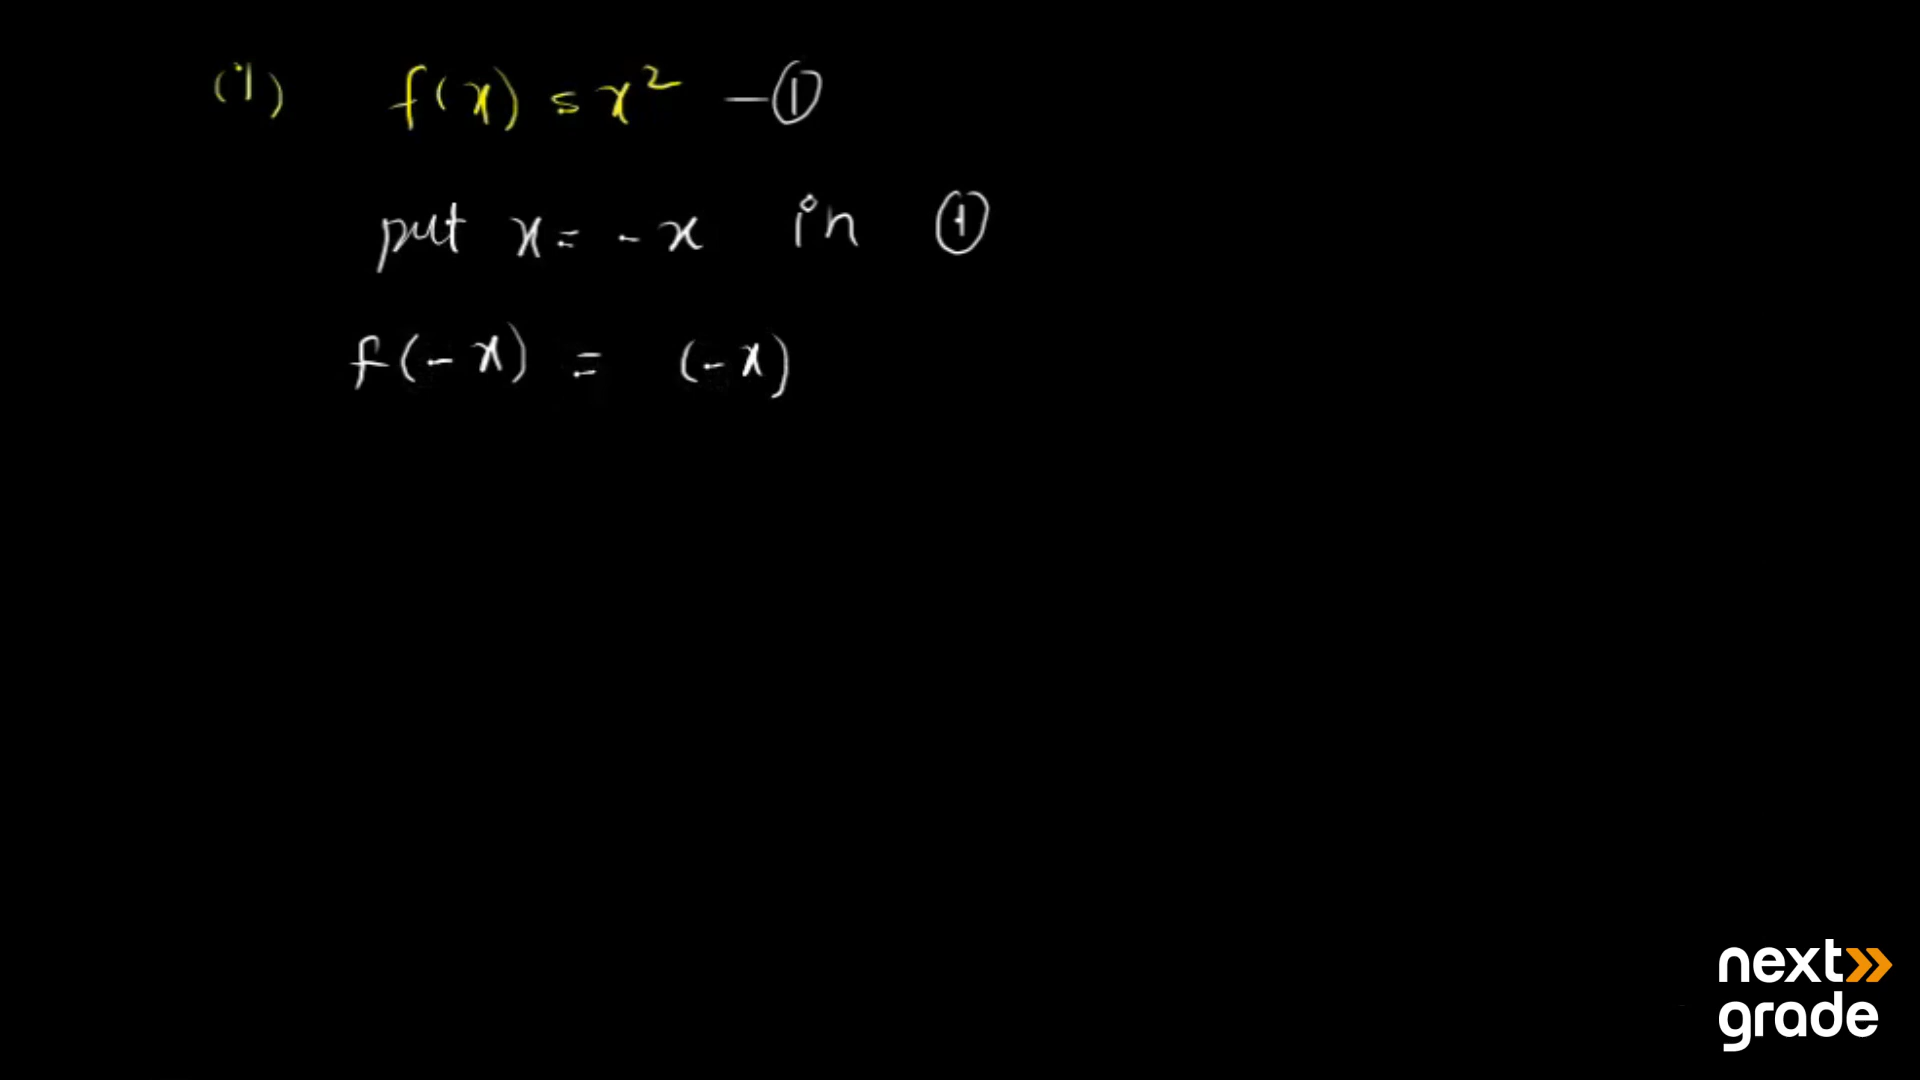 (i) f(x) = x² —①
put x = -x in ①
f(-x) = (-x)
next
grade